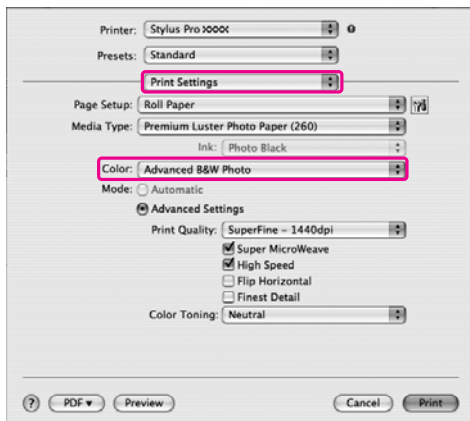 Printer: Stylus Pro XXXX
Presets: Standard
Print Settings
Page Setup: Roll Paper
Media Type: Premium Luster Photo Paper (260)
Ink: Photo Black
Color: Advanced B&W Photo
Mode: Automatic
Advanced Settings
Print Quality: SuperFine - 1440dpi
Super MicroWeave
High Speed
Flip Horizontal
Finest Detail
Color Toning: Neutral
? PDF Preview Cancel Print